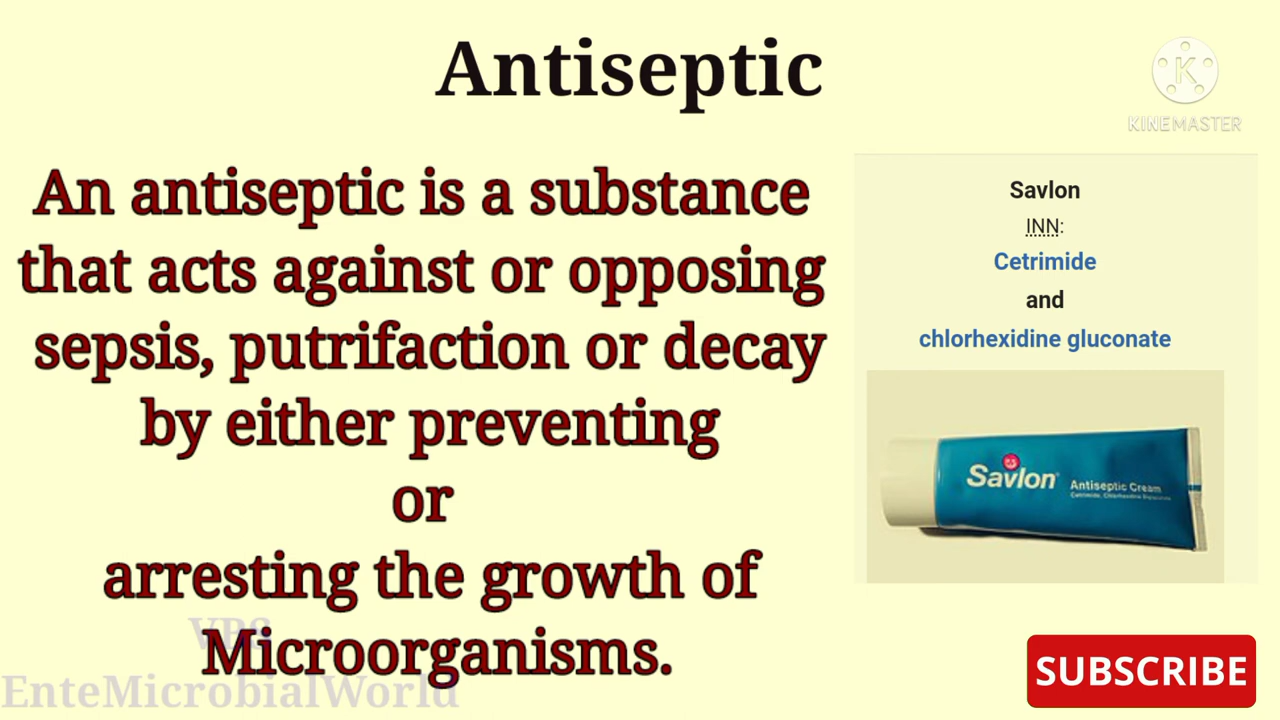 Antiseptic
KINEMASTER
An antiseptic is a substance
that acts against or opposing
sepsis, putrifaction or decay
by either preventing
or
arresting the growth of
Microorganisms.
VBS
EnteMicrobialWorld
Savlon
INN:
Cetrimide
and
chlorhexidine gluconate
Savlon
Antiseptic Cream
SUBSCRIBE